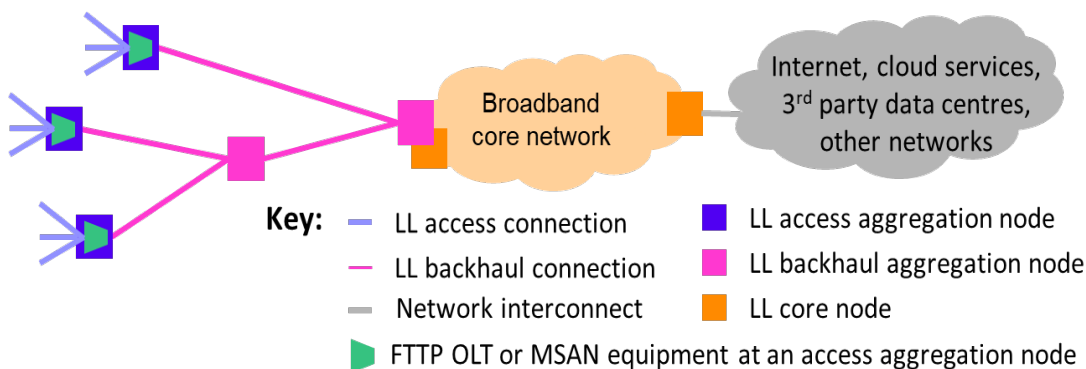 Internet, cloud services,
3rd party data centres,
other networks
Broadband
core network
Key:
LL access connection
LL access aggregation node
LL backhaul connection
LL backhaul aggregation node
Network interconnect
LL core node
FTTP OLT or MSAN equipment at an access aggregation node